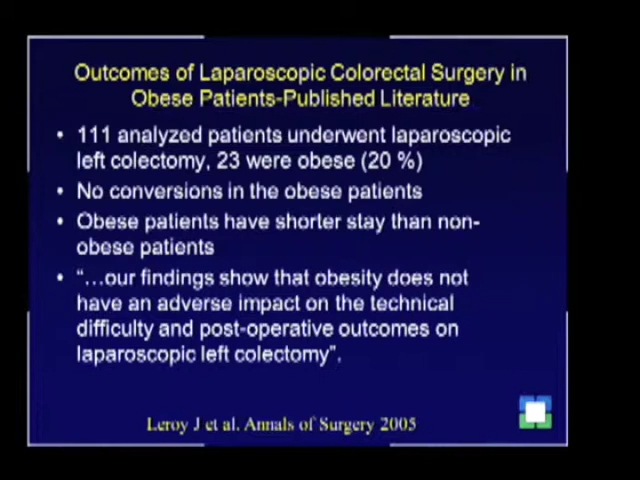 Outcomes of Laparoscopic Colorectal Surgery in
Obese Patients-Published Literature
• 111 analyzed patients underwent laparoscopic
left colectomy, 23 were obese (20 %)
• No conversions in the obese patients
• Obese patients have shorter stay than non-
obese patients
• “…our findings show that obesity does not
have an adverse impact on the technical
difficulty and post-operative outcomes on
laparoscopic left colectomy”.
Leroy J et al. Annals of Surgery 2005